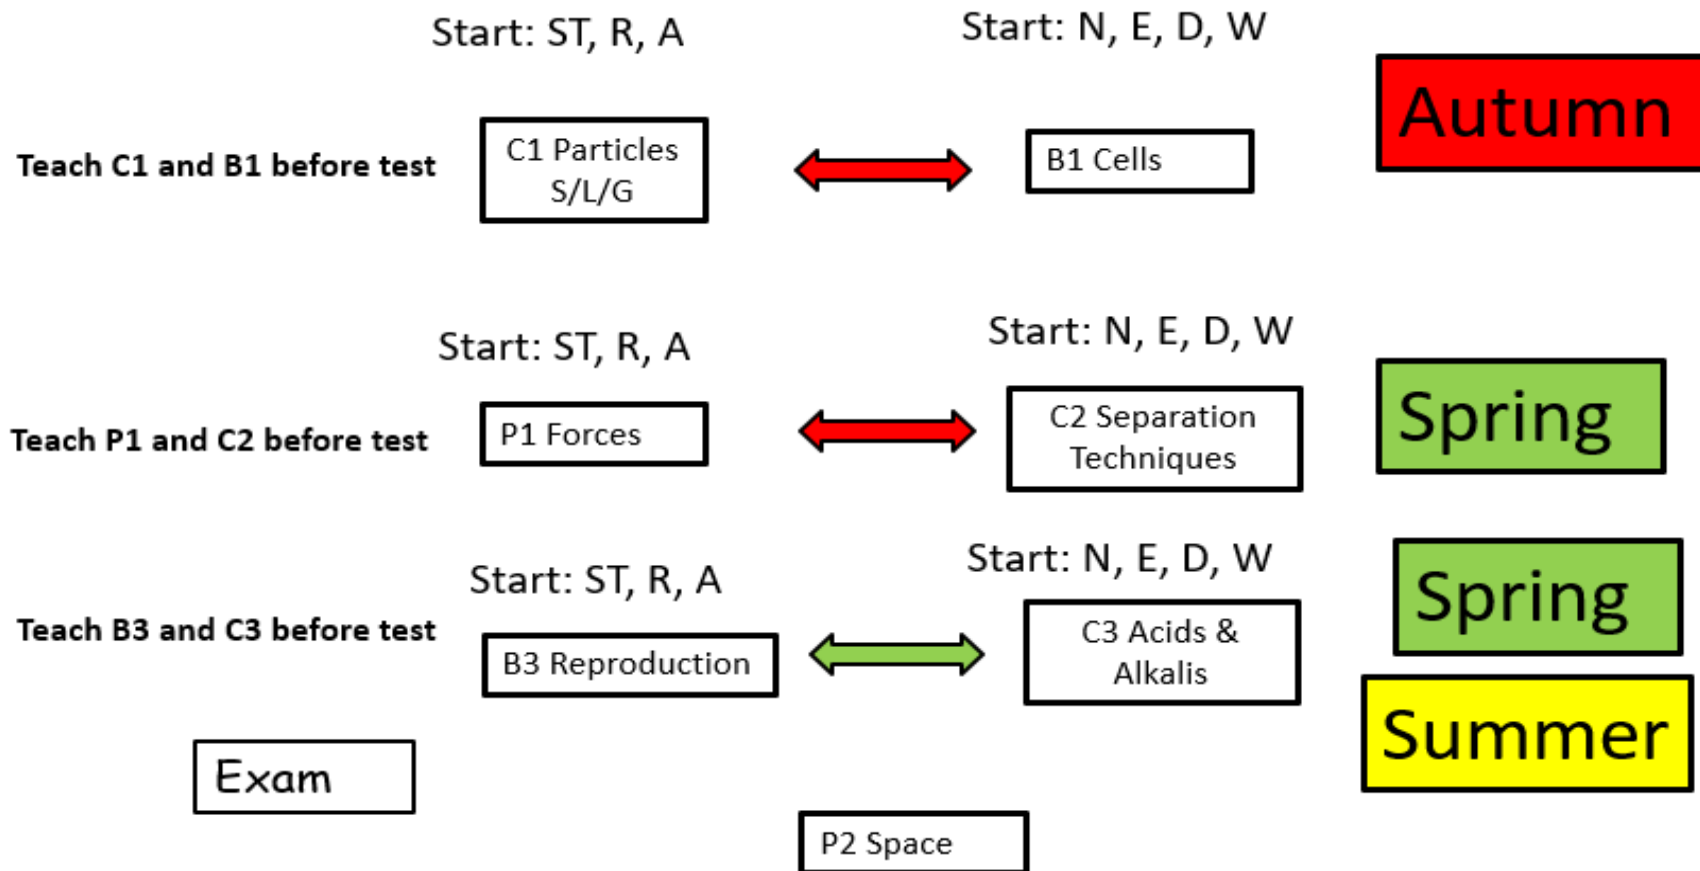 Start: ST, R, A
Start: N, E, D, W
Autumn
Teach C1 and B1 before test
C1 Particles
S/L/G
B1 Cells
Start: ST, R, A
Start: N, E, D, W
Spring
Teach P1 and C2 before test
P1 Forces
C2 Separation
Techniques
Start: ST, R, A
Start: N, E, D, W
Spring
Teach B3 and C3 before test
B3 Reproduction
C3 Acids &
Alkalis
Summer
Exam
P2 Space